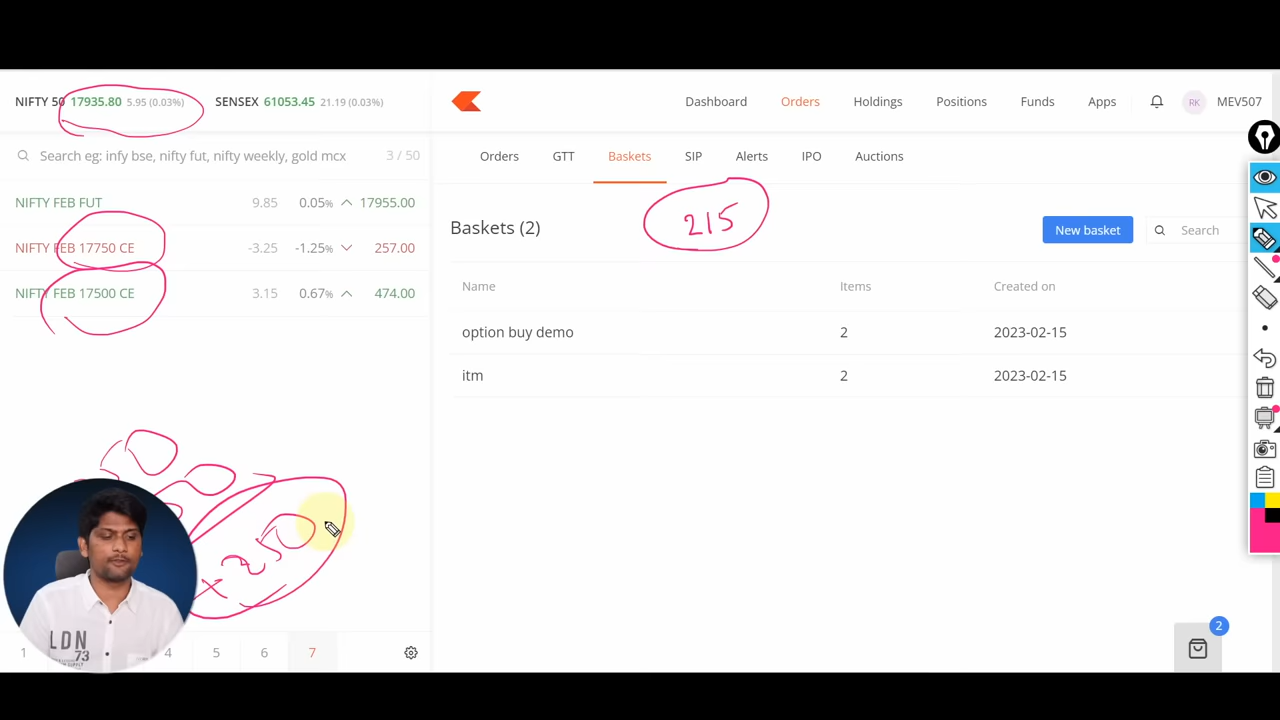 NIFTY 50 17935.80 5.95 (0.03%) SENSEX 61053.45 21.19 (0.03%)
Dashboard Orders Holdings Positions Funds Apps RK MEV507
Search eg: infy bse, nifty fut, nifty weekly, gold mcx 3 / 50
Orders GTT Baskets SIP Alerts IPO Auctions
NIFTY FEB FUT 9.85 0.05% 17955.00
215
Baskets (2) New basket Search
NIFTY FEB 17750 CE -3.25 -1.25% 257.00
Name Items Created on
NIFTY FEB 17500 CE 3.15 0.67% 474.00
option buy demo 2 2023-02-15
itm 2 2023-02-15
+250
LDN
73
1 4 5 6 7
2